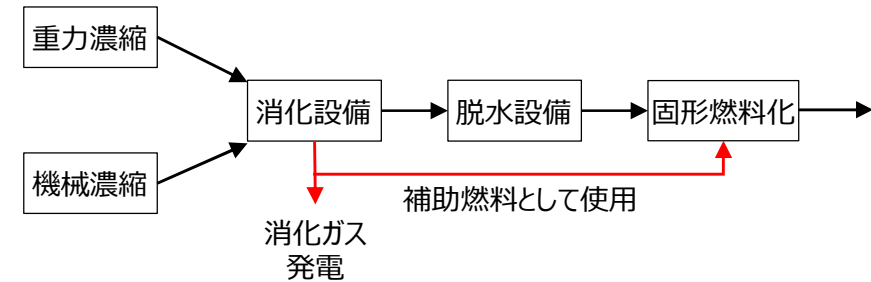 重力濃縮
消化設備
脱水設備
固形燃料化
機械濃縮
補助燃料として使用
消化ガス
発電